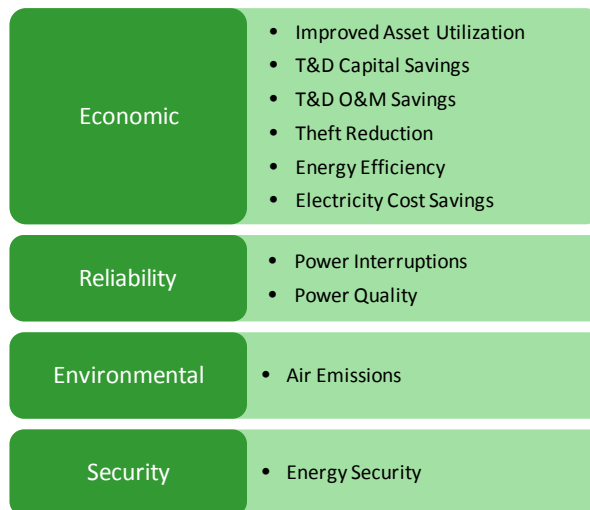 Economic
• Improved Asset Utilization
• T&D Capital Savings
• T&D O&M Savings
• Theft Reduction
• Energy Efficiency
• Electricity Cost Savings
Reliability
• Power Interruptions
• Power Quality
Environmental
• Air Emissions
Security
• Energy Security